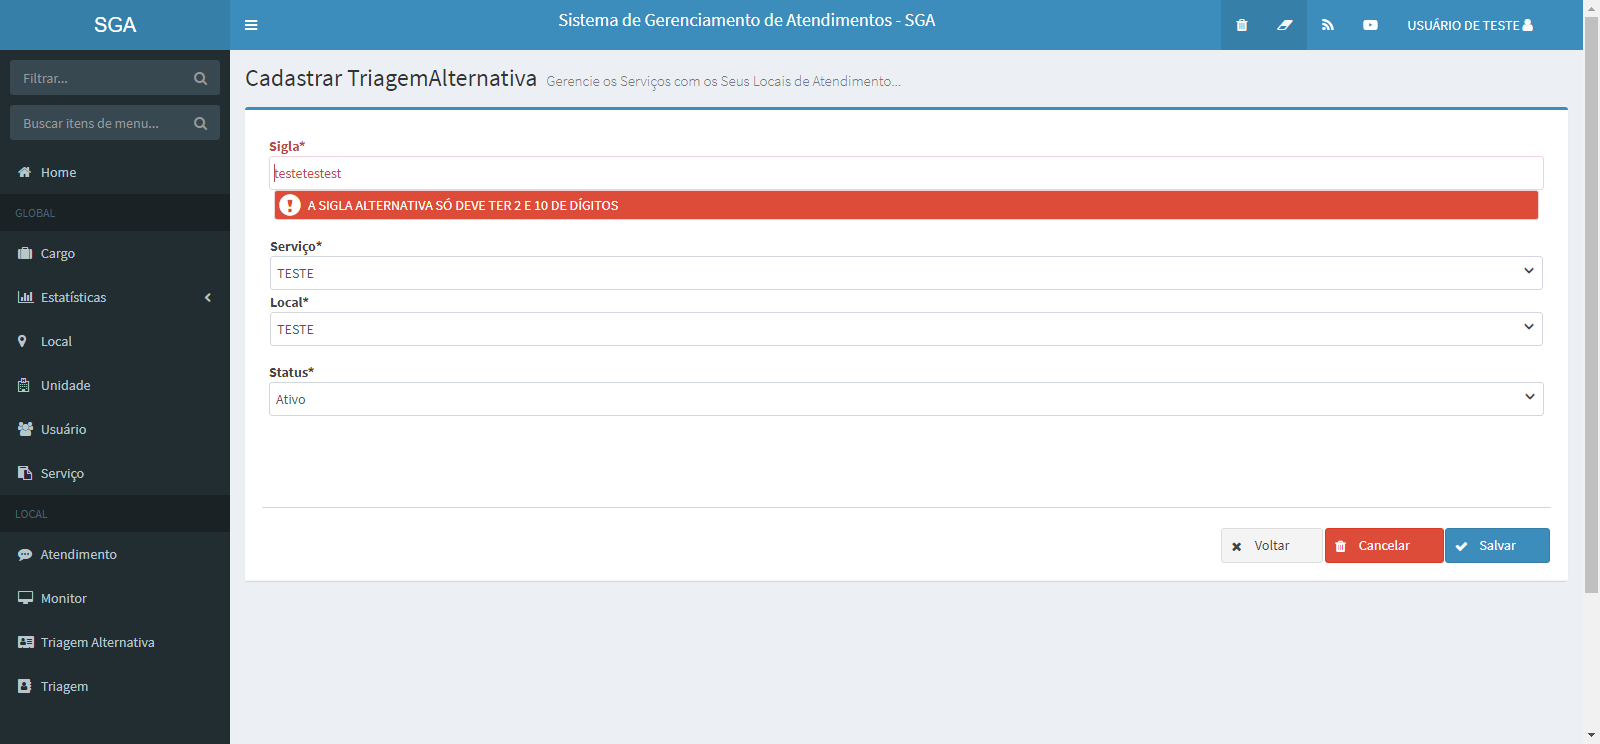 SGA
Sistema de Gerenciamento de Atendimentos - SGA
USUÁRIO DE TESTE
Filtrar...
Buscar itens de menu...
Home
GLOBAL
Cargo
Estatísticas
Local
Unidade
Usuário
Serviço
LOCAL
Atendimento
Monitor
Triagem Alternativa
Triagem
Cadastrar TriagemAlternativa Gerencie os Serviços com os Seus Locais de Atendimento...
Sigla*
testetestest
A SIGLA ALTERNATIVA SÓ DEVE TER 2 E 10 DE DÍGITOS
Serviço*
TESTE
Local*
TESTE
Status*
Ativo
Voltar
Cancelar
Salvar